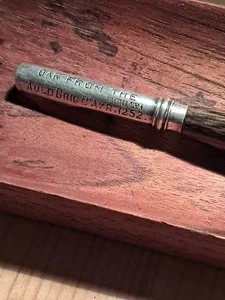 OAK FROM THE
AULD BRIG O'AYR. 1252.